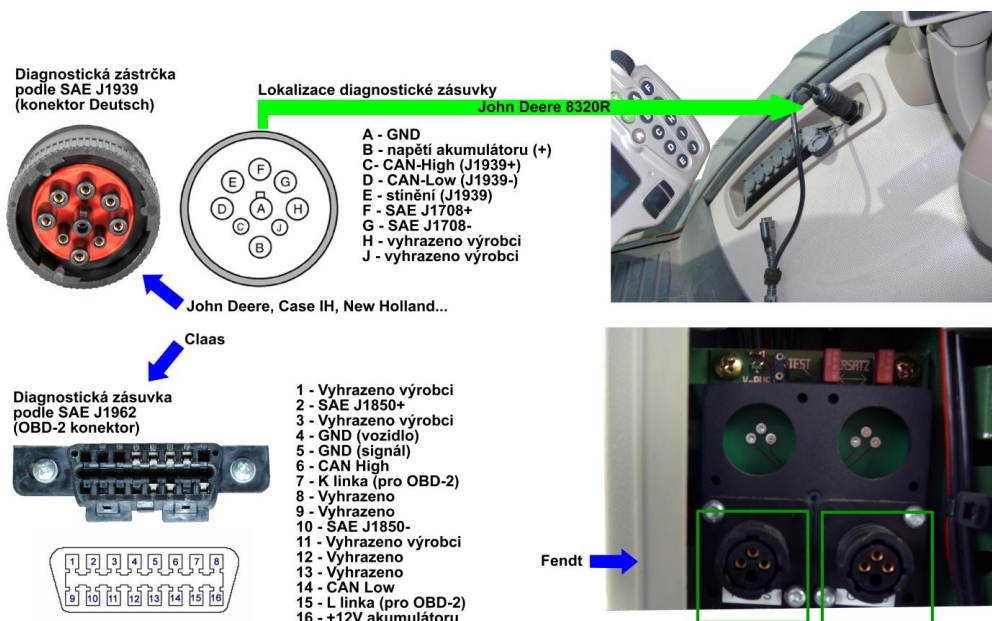 Diagnostická zástrčka
podle SAE J1939
(konektor Deutsch)
Lokalizace diagnostické zásuvky
John Deere 8320R
F
E
G
D
A
H
C
J
B
A - GND
B - napětí akumulátoru (+)
C- CAN-High (J1939+)
D - CAN-Low (J1939-)
E - stínění (J1939)
F - SAE J1708+
G - SAE J1708-
H - vyhrazeno výrobci
J - vyhrazeno výrobci
John Deere, Case IH, New Holland...
Claas
Diagnostická zásuvka
podle SAE J1962
(OBD-2 konektor)
1 2 3 4 5 6 7 8
9 10 11 12 13 14 15 16
1 - Vyhrazeno výrobci
2 - SAE J1850+
3 - Vyhrazeno výrobci
4 - GND (vozidlo)
5 - GND (signál)
6 - CAN High
7 - K linka (pro OBD-2)
8 - Vyhrazeno
9 - Vyhrazeno
10 - SAE J1850-
11 - Vyhrazeno výrobci
12 - Vyhrazeno
13 - Vyhrazeno
14 - CAN Low
15 - L linka (pro OBD-2)
16 - +12V akumulátoru
Fendt
TEST
ERSATZ